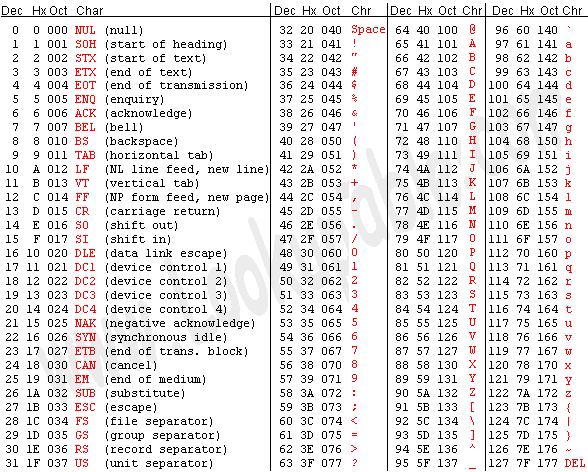 Dec Hx Oct Char Dec Hx Oct Chr Dec Hx Oct Chr Dec Hx Oct Chr
0 0 000 NUL (null) 32 20 040 Space 64 40 100 @ 96 60 140 `
1 1 001 SOH (start of heading) 33 21 041 ! 65 41 101 A 97 61 141 a
2 2 002 STX (start of text) 34 22 042 " 66 42 102 B 98 62 142 b
3 3 003 ETX (end of text) 35 23 043 # 67 43 103 C 99 63 143 c
4 4 004 EOT (end of transmission) 36 24 044 $ 68 44 104 D 100 64 144 d
5 5 005 ENQ (enquiry) 37 25 045 % 69 45 105 E 101 65 145 e
6 6 006 ACK (acknowledge) 38 26 046 & 70 46 106 F 102 66 146 f
7 7 007 BEL (bell) 39 27 047 ' 71 47 107 G 103 67 147 g
8 8 010 BS (backspace) 40 28 050 ( 72 48 110 H 104 68 150 h
9 9 011 TAB (horizontal tab) 41 29 051 ) 73 49 111 I 105 69 151 i
10 A 012 LF (NL line feed, new line) 42 2A 052 * 74 4A 112 J 106 6A 152 j
11 B 013 VT (vertical tab) 43 2B 053 + 75 4B 113 K 107 6B 153 k
12 C 014 FF (NP form feed, new page) 44 2C 054 , 76 4C 114 L 108 6C 154 l
13 D 015 CR (carriage return) 45 2D 055 - 77 4D 115 M 109 6D 155 m
14 E 016 SO (shift out) 46 2E 056 . 78 4E 116 N 110 6E 156 n
15 F 017 SI (shift in) 47 2F 057 / 79 4F 117 O 111 6F 157 o
16 10 020 DLE (data link escape) 48 30 060 0 80 50 120 P 112 70 160 p
17 11 021 DC1 (device control 1) 49 31 061 1 81 51 121 Q 113 71 161 q
18 12 022 DC2 (device control 2) 50 32 062 2 82 52 122 R 114 72 162 r
19 13 023 DC3 (device control 3) 51 33 063 3 83 53 123 S 115 73 163 s
20 14 024 DC4 (device control 4) 52 34 064 4 84 54 124 T 116 74 164 t
21 15 025 NAK (negative acknowledge) 53 35 065 5 85 55 125 U 117 75 165 u
22 16 026 SYN (synchronous idle) 54 36 066 6 86 56 126 V 118 76 166 v
23 17 027 ETB (end of trans. block) 55 37 067 7 87 57 127 W 119 77 167 w
24 18 030 CAN (cancel) 56 38 070 8 88 58 130 X 120 78 170 x
25 19 031 EM (end of medium) 57 39 071 9 89 59 131 Y 121 79 171 y
26 1A 032 SUB (substitute) 58 3A 072 : 90 5A 132 Z 122 7A 172 z
27 1B 033 ESC (escape) 59 3B 073 ; 91 5B 133 [ 123 7B 173 {
28 1C 034 FS (file separator) 60 3C 074 < 92 5C 134 \ 124 7C 174 |
29 1D 035 GS (group separator) 61 3D 075 = 93 5D 135 ] 125 7D 175 }
30 1E 036 RS (record separator) 62 3E 076 > 94 5E 136 ^ 126 7E 176 ~
31 1F 037 US (unit separator) 63 3F 077 ? 95 5F 137 _ 127 7F 177 DEL